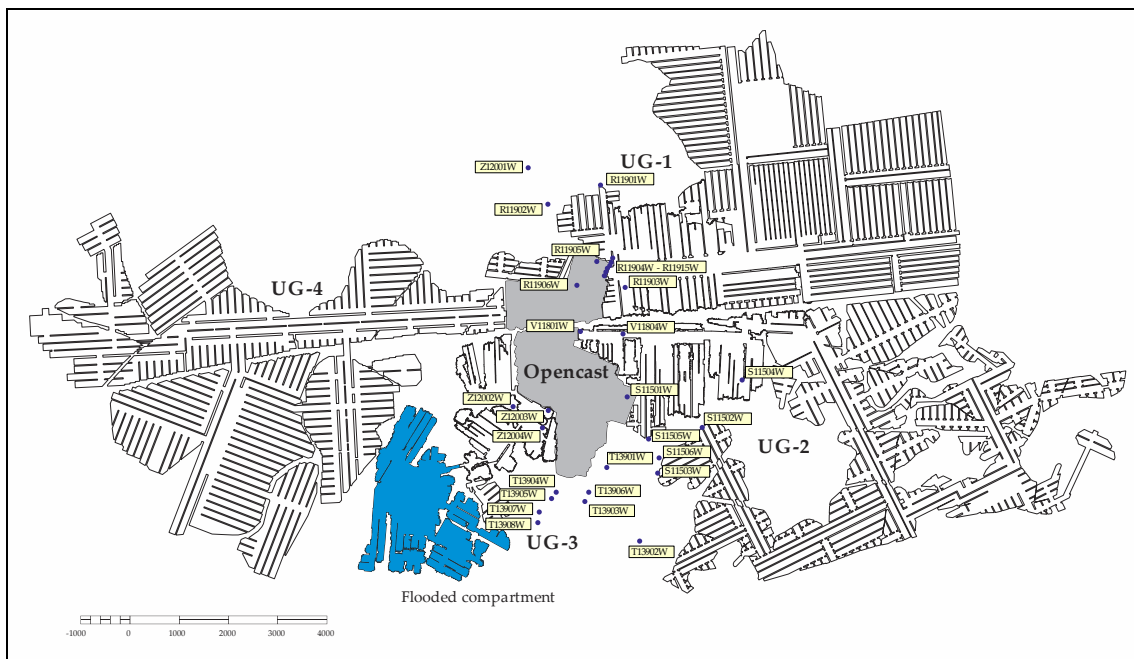 UG-1
Z12001W
R11901W
R11902W
R11905W
R11904W - R11915W
R11906W
R11903W
UG-4
V11801W
V11804W
Opencast
S11504W
S11501W
Z12002W
Z12003W
S11502W
Z12004W
S11505W
UG-2
S11506W
T13901W
S11503W
T13904W
T13905W
T13906W
T13907W
T13903W
T13908W
UG-3
T13902W
Flooded compartment
-1000 0 1000 2000 3000 4000